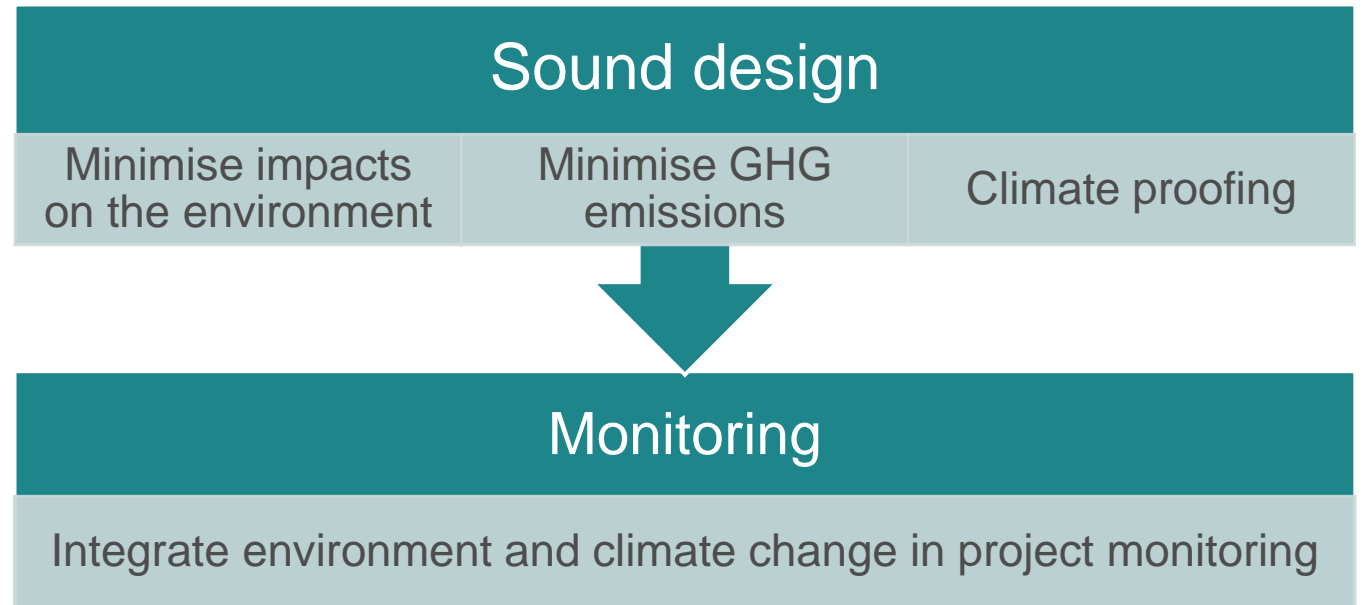 Sound design
Minimise impacts
on the environment
Minimise GHG
emissions
Climate proofing
Monitoring
Integrate environment and climate change in project monitoring